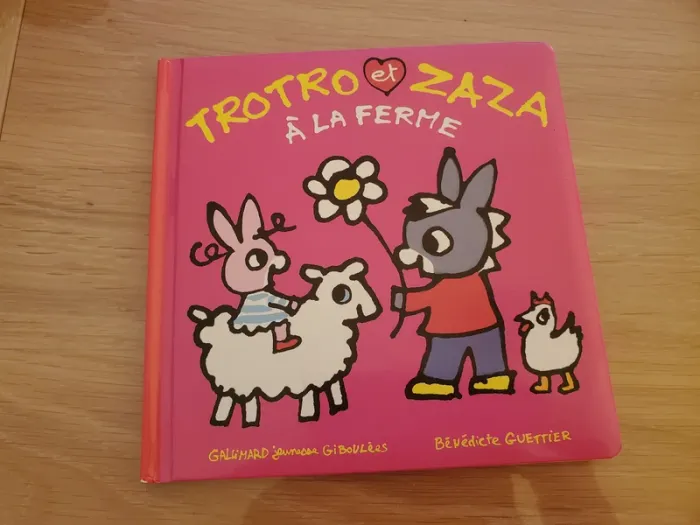 TROTRO et ZAZA
À LA FERME
GALLIMARD jeunesse GiBOULÉES
BÉNÉDICTE GUETTIER